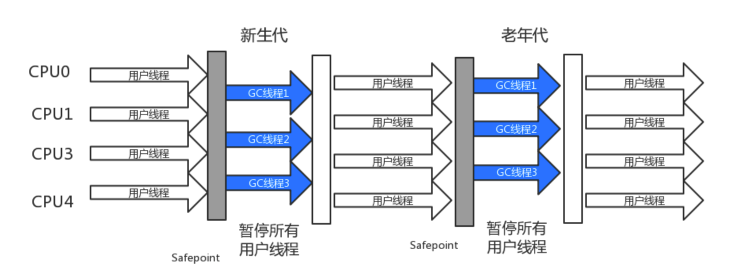 新生代
老年代
CPU0
用户线程
GC线程1
用户线程
GC线程1
用户线程
CPU1
用户线程
GC线程2
用户线程
GC线程2
用户线程
CPU3
用户线程
GC线程3
用户线程
GC线程3
用户线程
CPU4
用户线程
用户线程
用户线程
暂停所有
用户线程
暂停所有
用户线程
Safepoint
Safepoint